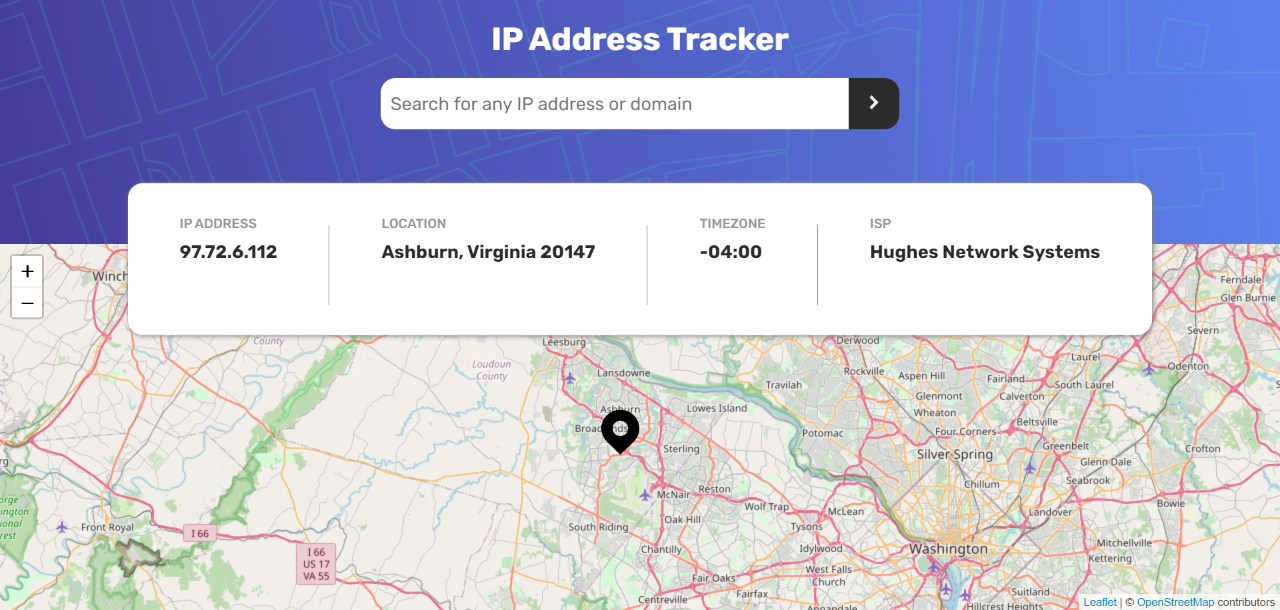 IP Address Tracker
Search for any IP address or domain
IP ADDRESS
97.72.6.112
LOCATION
Ashburn, Virginia 20147
TIMEZONE
-04:00
ISP
Hughes Network Systems
+
−
Ferndale
Glen Burnie
Severn
County
Leesburg
Derwood
Laurel
Loudoun
County
Lansdowne
Rockville
Aspen Hill
Fairland
South Laurel
Odenton
Travilah
Glenmont
Calverton
Ashburn
Lowes Island
Wheaton
Beltsville
Potomac
Four Corners
Sterling
Silver Spring
Greenbelt
Crofton
Glenn Dale
Seabrook
Chillum
McNair
Reston
Wolf Trap
McLean
Landover
Bowie
Front Royal
I 66
South Riding
Oak Hill
Tysons
Chantilly
Idylwood
Washington
Mitchellville
Kettering
I 66
US 17
VA 55
West Falls
Church
Fair Oaks
Fairfax
Suitland
Centreville
Annandale
Hillcrest Heights
Leaflet | © OpenStreetMap contributors